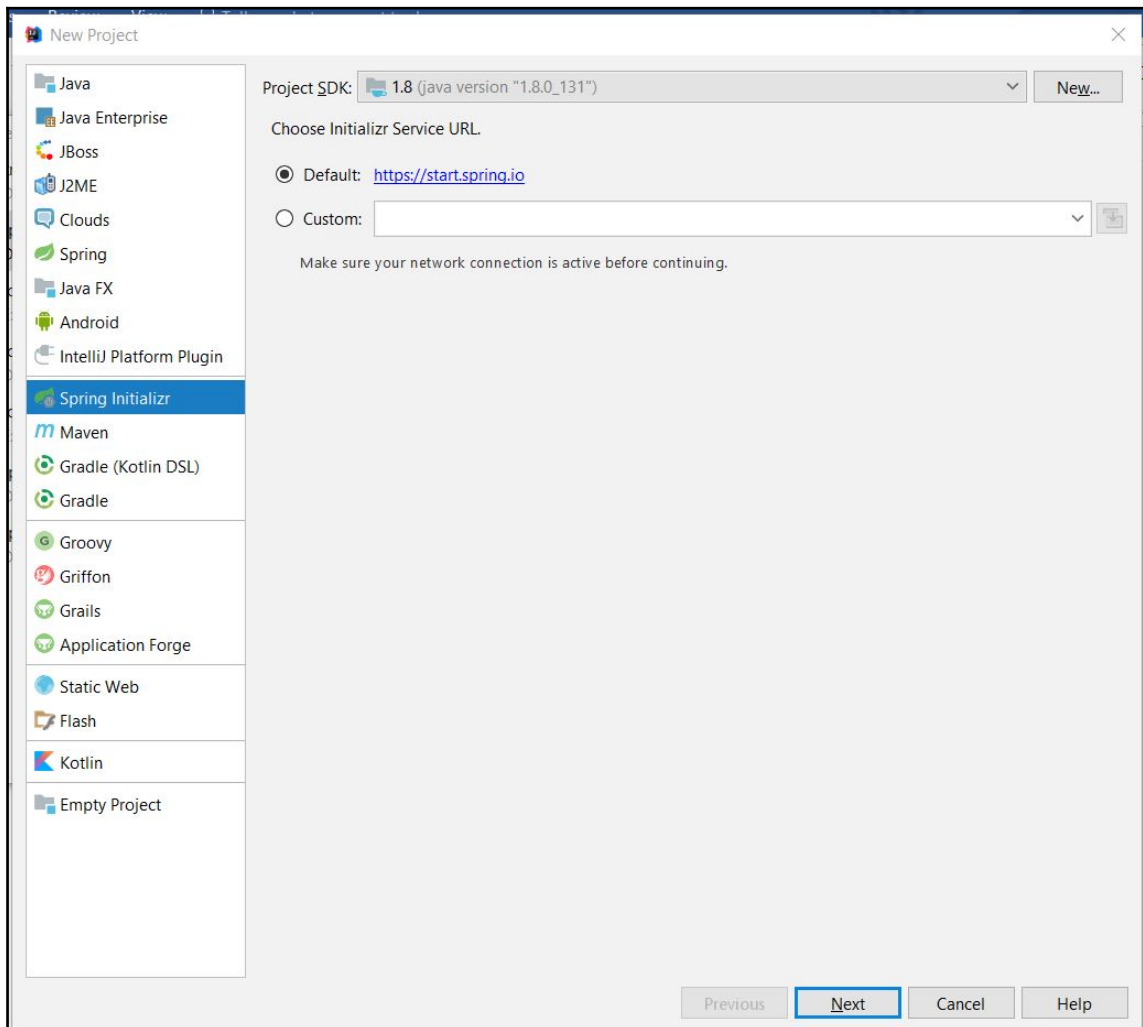 New Project
Java
Java Enterprise
JBoss
J2ME
Clouds
Spring
Java FX
Android
IntelliJ Platform Plugin
Spring Initializr
Maven
Gradle (Kotlin DSL)
Gradle
Groovy
Griffon
Grails
Application Forge
Static Web
Flash
Kotlin
Empty Project
Project SDK: 1.8 (java version "1.8.0_131") New...
Choose Initializr Service URL.
Default: https://start.spring.io
Custom:
Make sure your network connection is active before continuing.
Previous Next Cancel Help